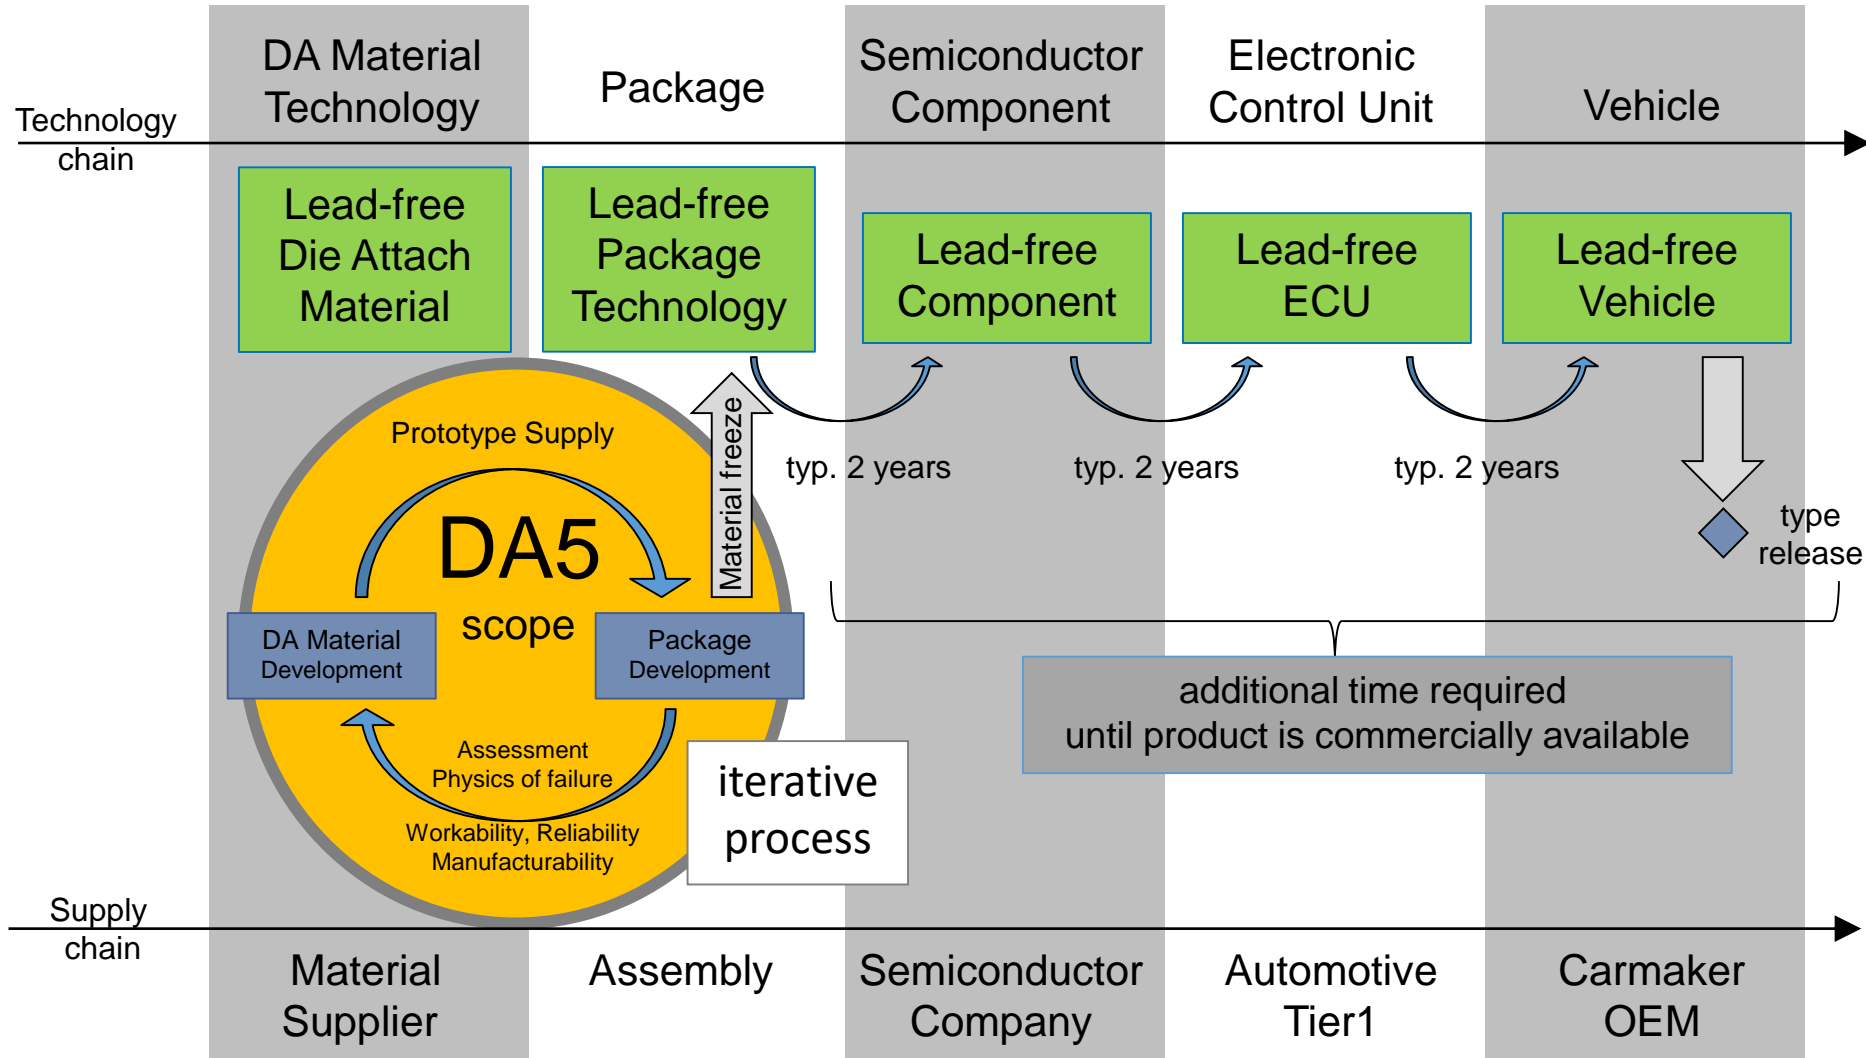 DA Material
Technology
Package
Semiconductor
Component
Electronic
Control Unit
Vehicle
Technology
chain
Lead-free
Die Attach
Material
Lead-free
Package
Technology
Lead-free
Component
Lead-free
ECU
Lead-free
Vehicle
Prototype Supply
Material freeze
typ. 2 years
typ. 2 years
typ. 2 years
DA5
scope
type
release
DA Material
Development
Package
Development
additional time required
until product is commercially available
Assessment
Physics of failure
iterative
process
Workability, Reliability
Manufacturability
Supply
chain
Material
Supplier
Assembly
Semiconductor
Company
Automotive
Tier1
Carmaker
OEM